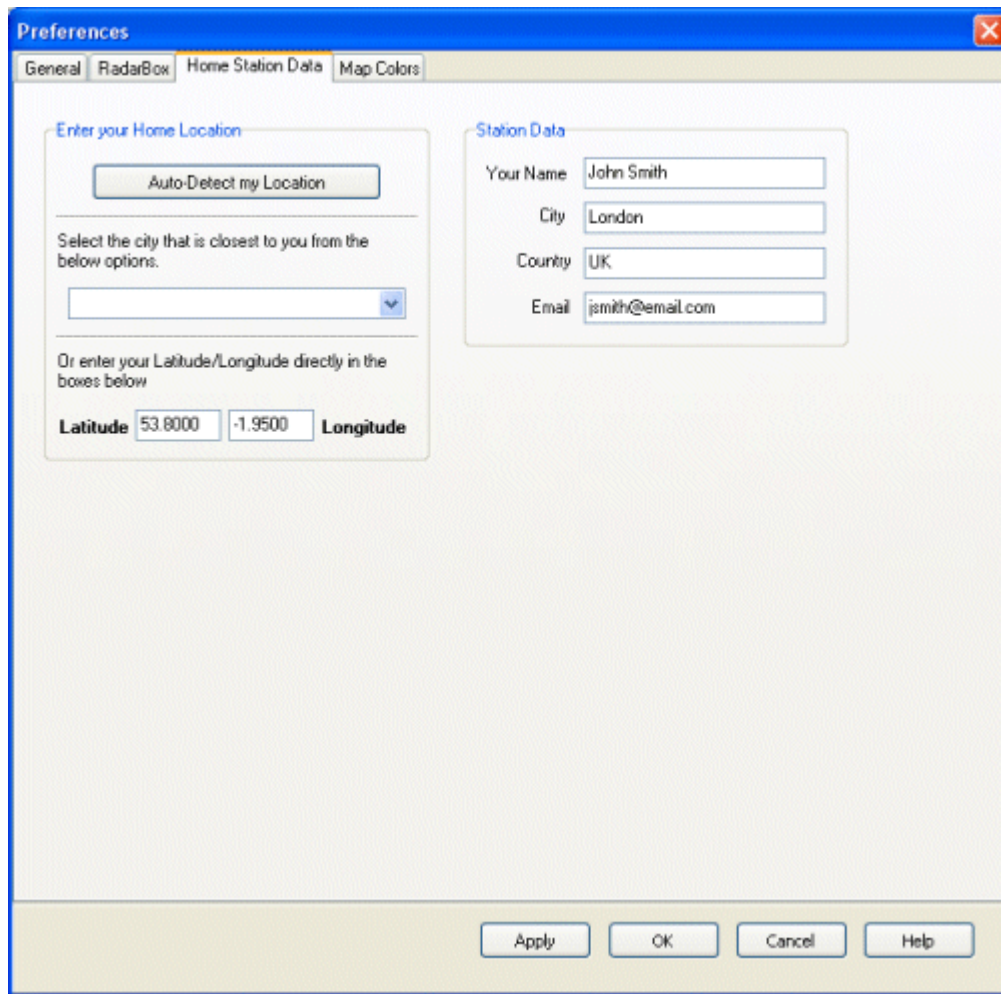 Preferences
General RadarBox Home Station Data Map Colors
Enter your Home Location
Auto-Detect my Location
Select the city that is closest to you from the
below options.
Or enter your Latitude/Longitude directly in the
boxes below
Latitude 53.8000 -1.9500 Longitude
Station Data
Your Name John Smith
City London
Country UK
Email jsmith@email.com
Apply OK Cancel Help